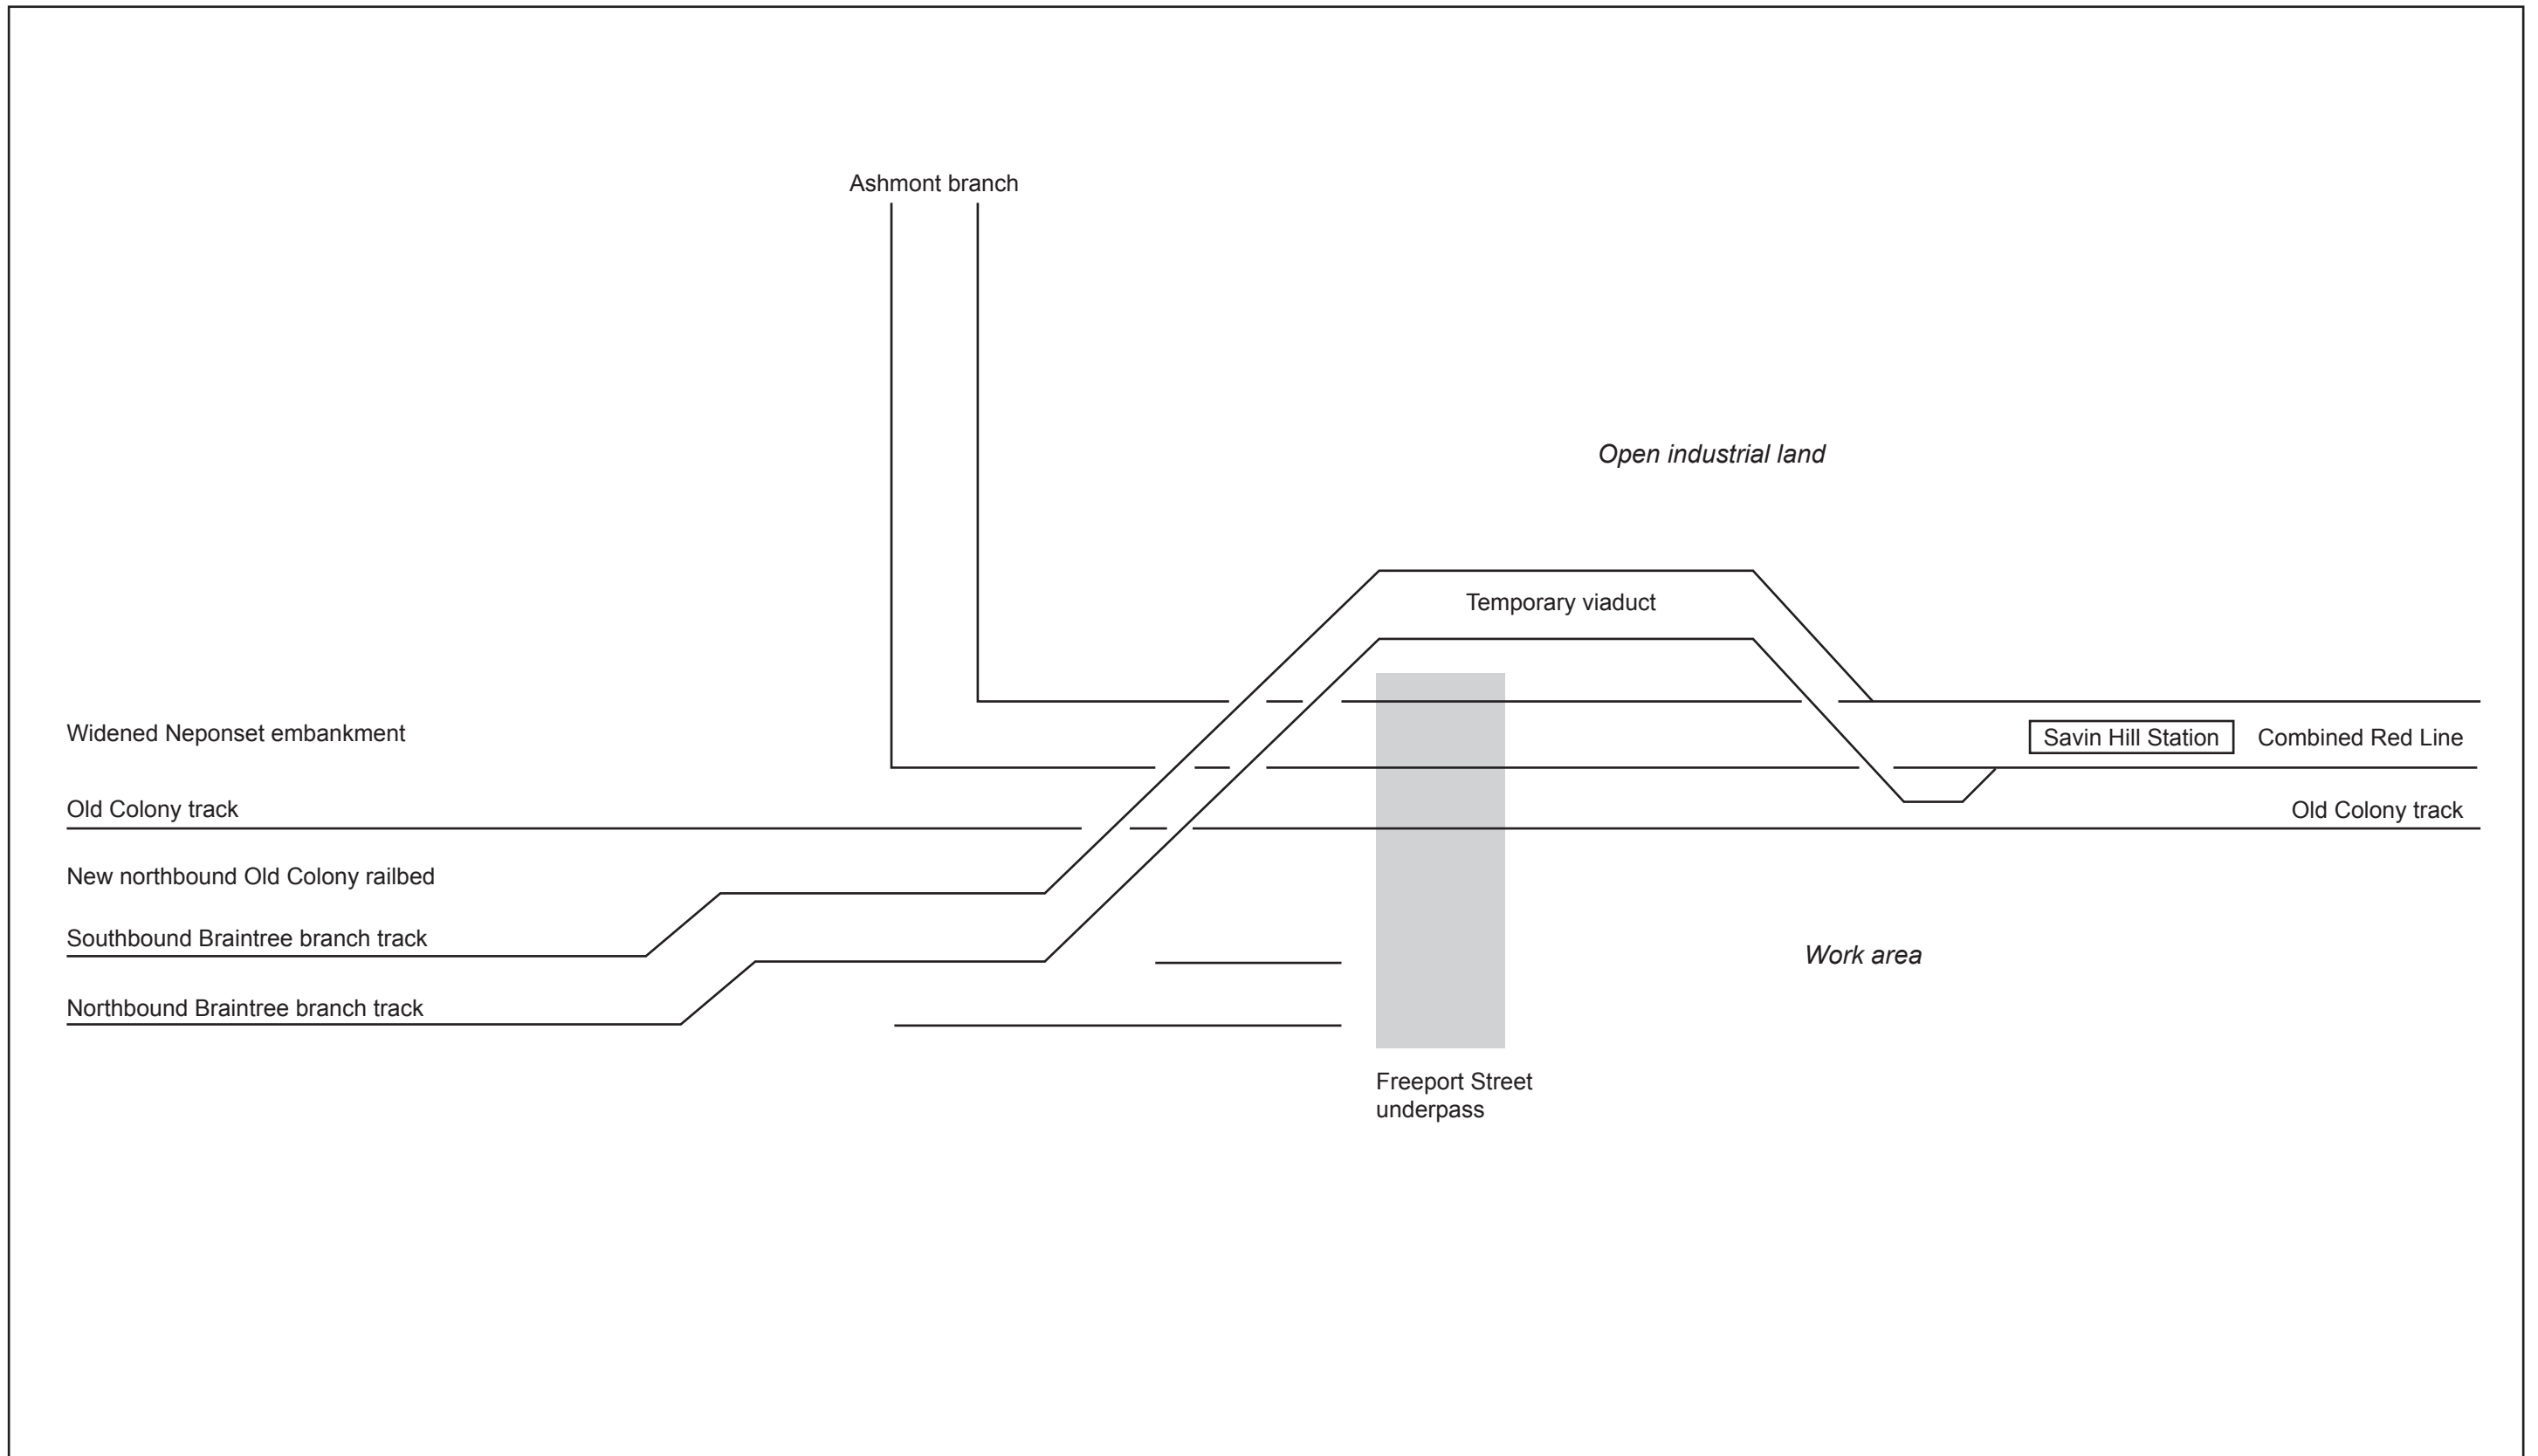 Ashmont branch
Open industrial land
Temporary viaduct
Widened Neponset embankment
Savin Hill Station
Combined Red Line
Old Colony track
Old Colony track
New northbound Old Colony railbed
Southbound Braintree branch track
Work area
Northbound Braintree branch track
Freeport Street
underpass